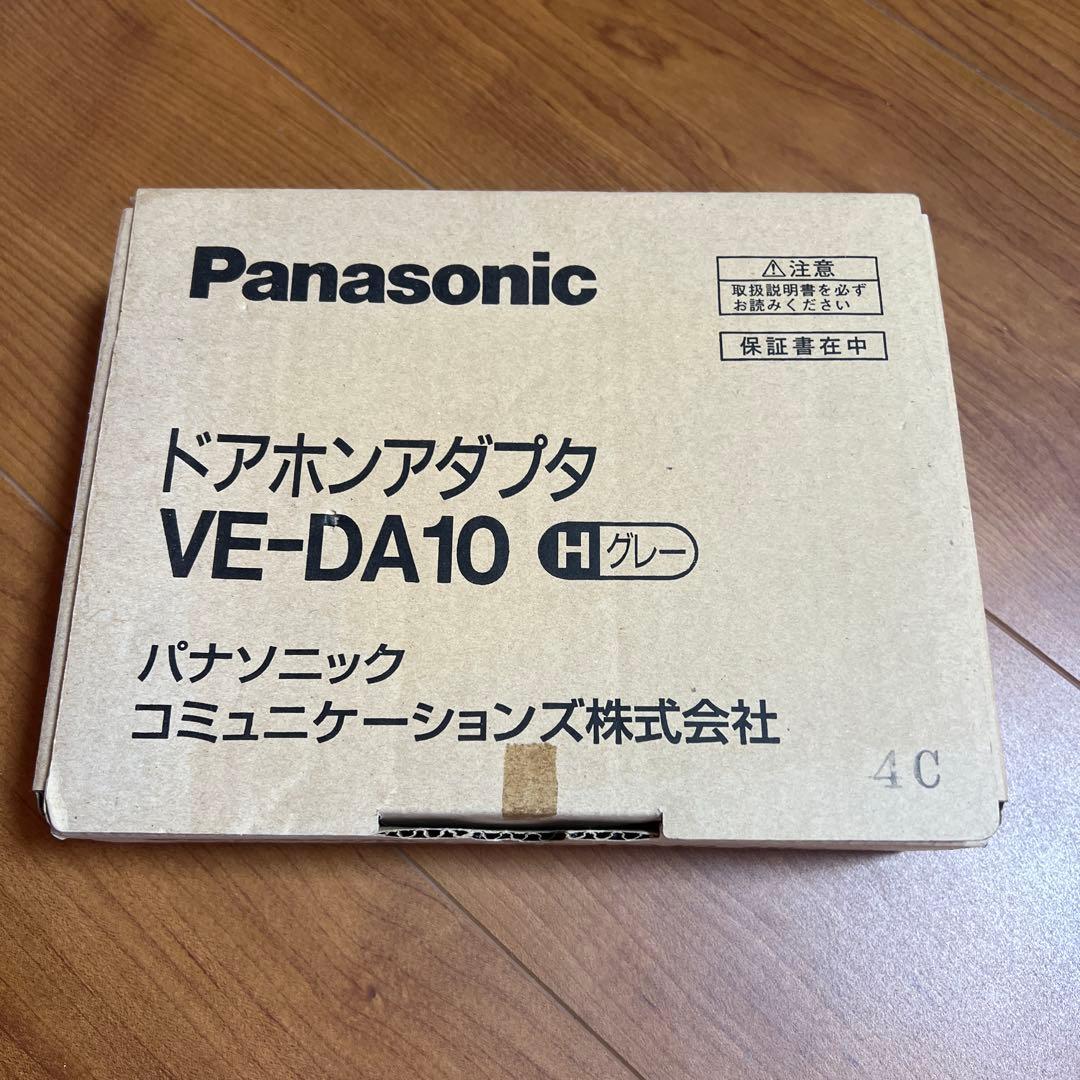 Panasonic
⚠注意
取扱説明書を必ず
お読みください
保証書在中
ドアホンアダプタ
VE-DA10 H グレー
パナソニック
コミュニケーションズ株式会社
4C